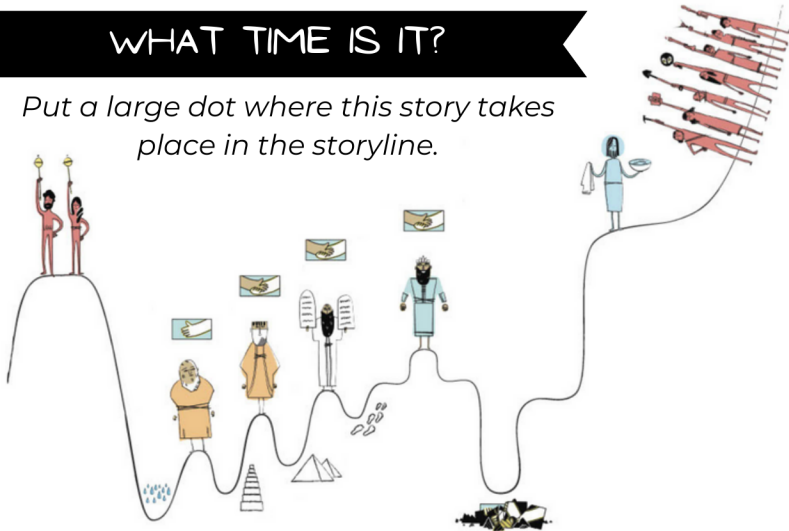 WHAT TIME IS IT?
Put a large dot where this story takes
place in the storyline.